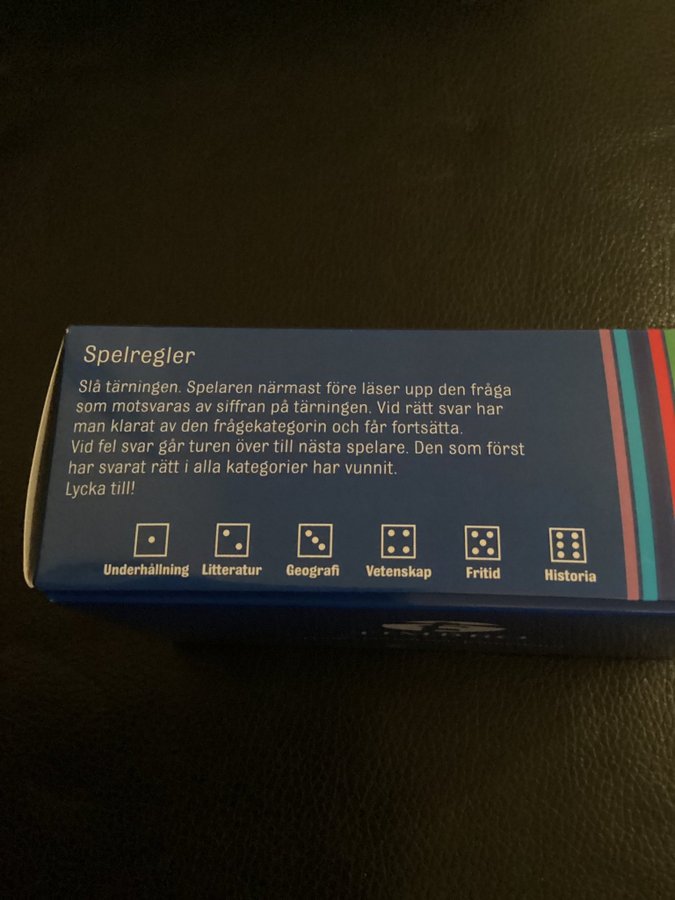 Spelregler
Slå tärningen. Spelaren närmast före läser upp den fråga
som motsvaras av siffran på tärningen. Vid rätt svar har
man klarat av den frågekategorin och får fortsätta.
Vid fel svar går turen över till nästa spelare. Den som först
har svarat rätt i alla kategorier har vunnit.
Lycka till!
Underhållning Litteratur Geografi Vetenskap Fritid Historia